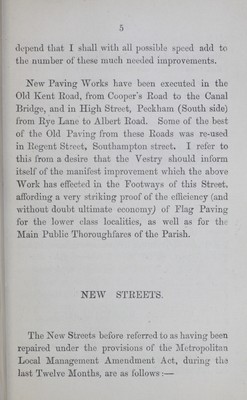 5
depend that I shall with all possible speed add to
the number of these much needed improvements.
New Paving Works have been executed in the
Old Kent Road, from Cooper's Road to the Canal
Bridge, and in High Street, Peckham (South side)
from Rye Lane to Albert Road. Some of the best
of the Old Paving from these Roads was re-used
in Regent Street, Southampton street. I refer to
this from a desire that the Vestry should inform
itself of the manifest improvement which the above
Work has effected in the Footways of this Street,
affording a very striking proof of the efficiency (and
without doubt ultimate economy) of Flag Paving
for the lower class localities, as well as for the
Main Public Thoroughfares of the Parish.
NEW STREETS.
The New Streets before referred to as having been
repaired under the provisions of the Metropolitan
Local Management Amendment Act, during the
last Twelve Months, are as follows :—